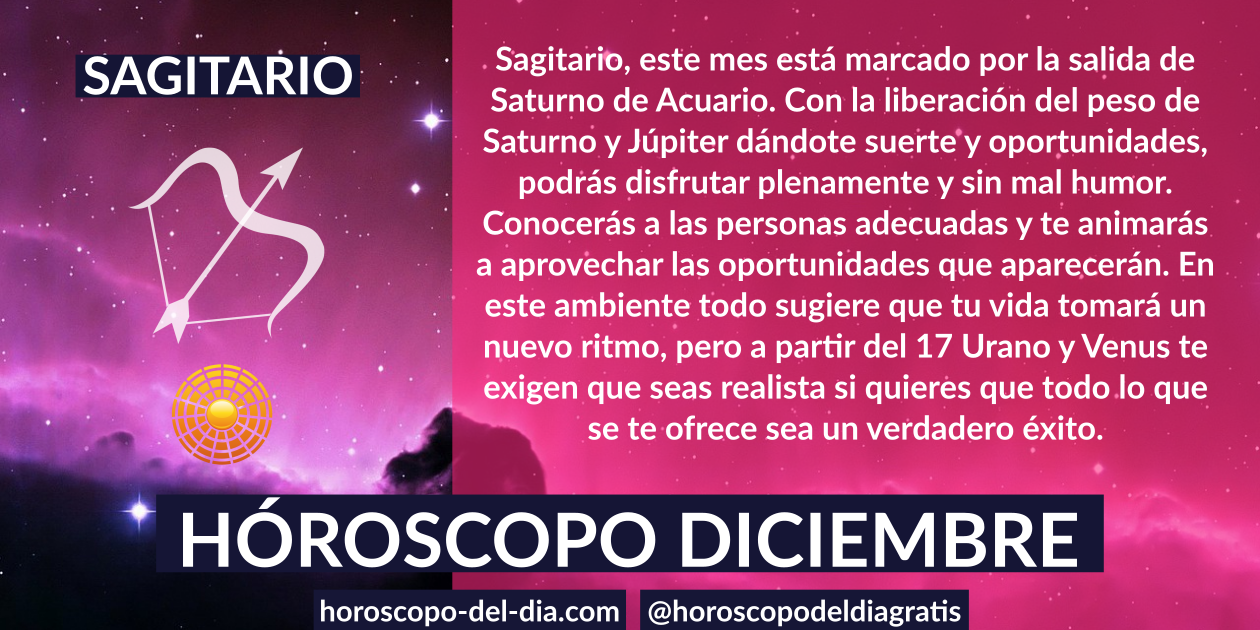 SAGITARIO
Sagitario, este mes está marcado por la salida de
Saturno de Acuario. Con la liberación del peso de
Saturno y Júpiter dándote suerte y oportunidades,
podrás disfrutar plenamente y sin mal humor.
Conocerás a las personas adecuadas y te animarás
a aprovechar las oportunidades que aparecerán. En
este ambiente todo sugiere que tu vida tomará un
nuevo ritmo, pero a partir del 17 Urano y Venus te
exigen que seas realista si quieres que todo lo que
se te ofrece sea un verdadero éxito.
HÓROSCOPO DICIEMBRE
horoscopo-del-dia.com
@horoscopodeldiagratis